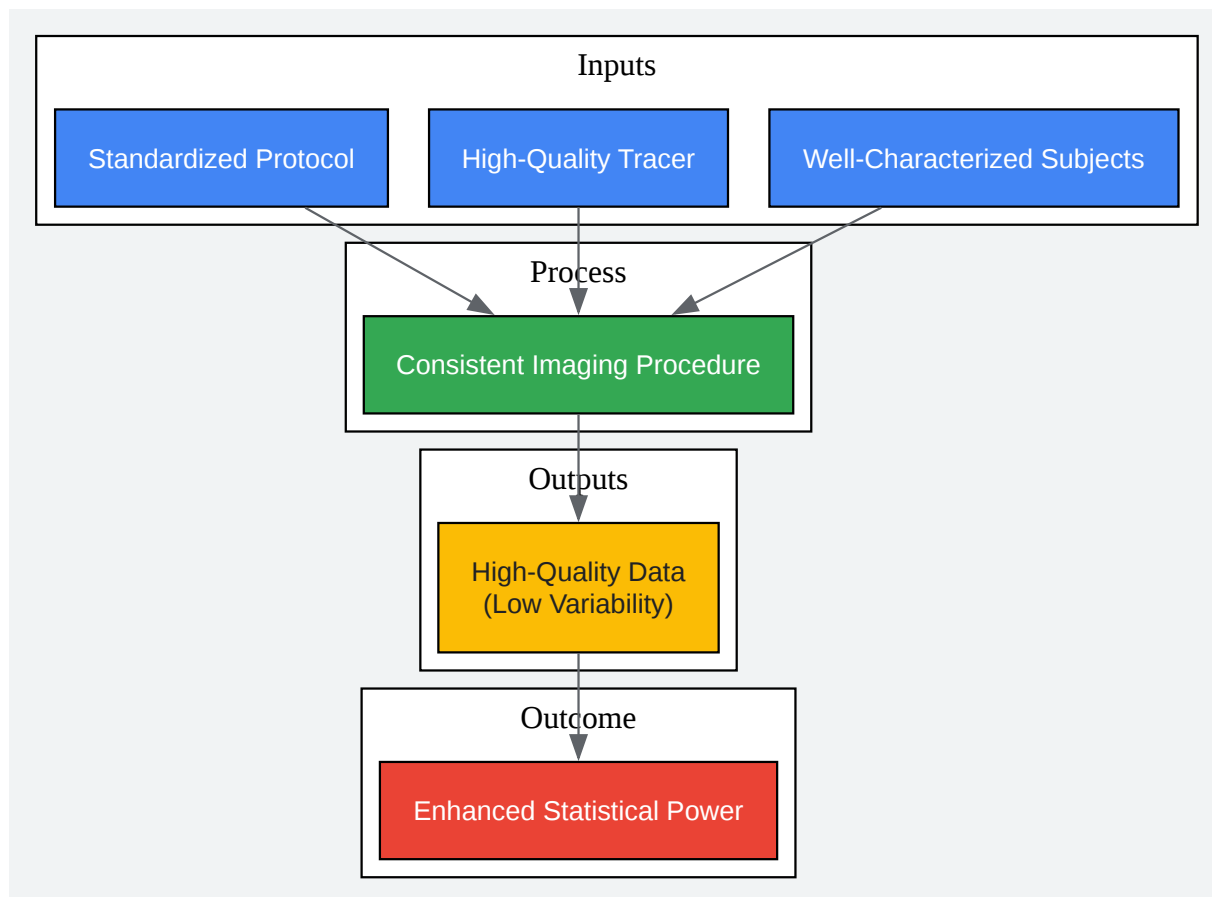 Inputs
Standardized Protocol
High-Quality Tracer
Well-Characterized Subjects
Process
Consistent Imaging Procedure
Outputs
High-Quality Data
(Low Variability)
Outcome
Enhanced Statistical Power